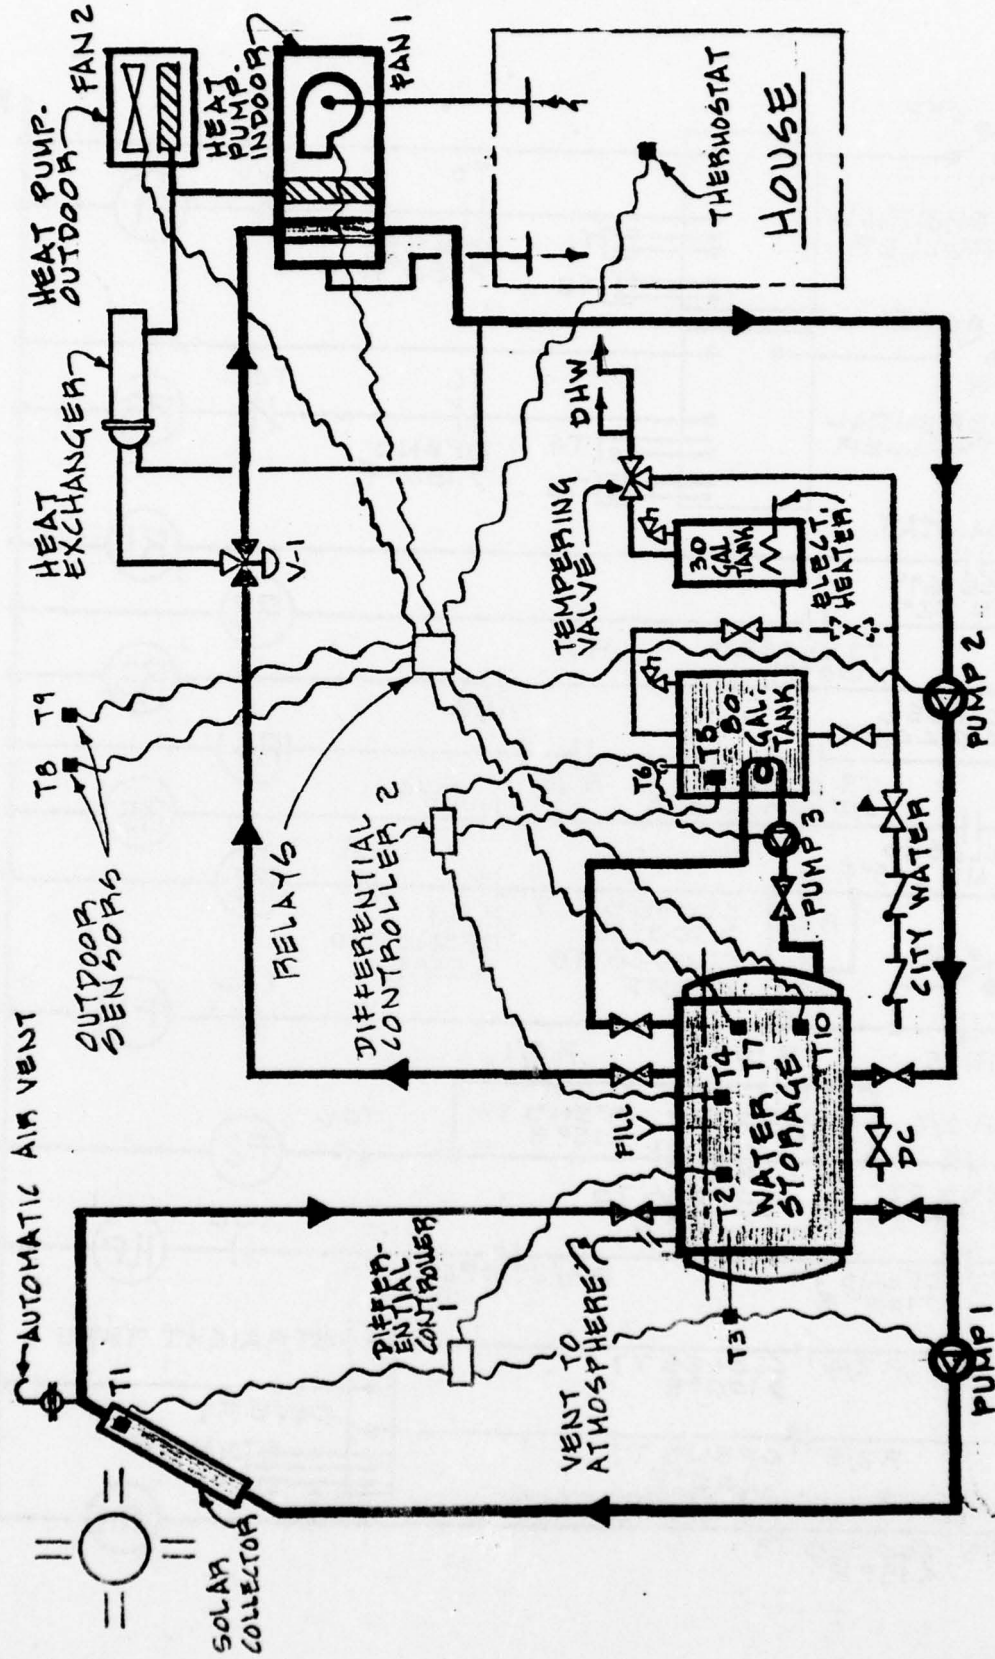 AUTOMATIC AIR VENT
T1
SOLAR
COLLECTOR
DIFFER-
ENTIAL
CONTROLLER
1
VENT TO
ATMOSPHERE
T3
PUMP 1
OUTDOOR
SENSORS
T8
T9
RELAYS
DIFFERENTIAL
CONTROLLER 2
FILL
T2
T4
T7
T10
WATER
STORAGE
DC
CITY WATER
PUMP 3
T6
T5
80
GAL.
TANK
PUMP 2
HEAT
EXCHANGER
V-1
TEMPERING
VALVE
DHW
30
GAL
TANK
ELECT.
HEATER
HEAT PUMP.
OUTDOOR
FAN 2
HEAT
PUMP.
INDOOR
FAN 1
THERMOSTAT
HOUSE